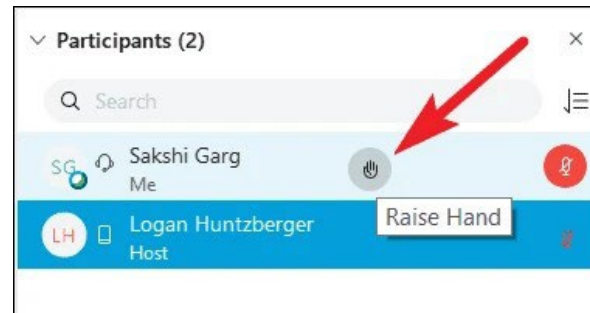 Participants (2)
Search
SG
Sakshi Garg
Me
Raise Hand
LH
Logan Huntzberger
Host